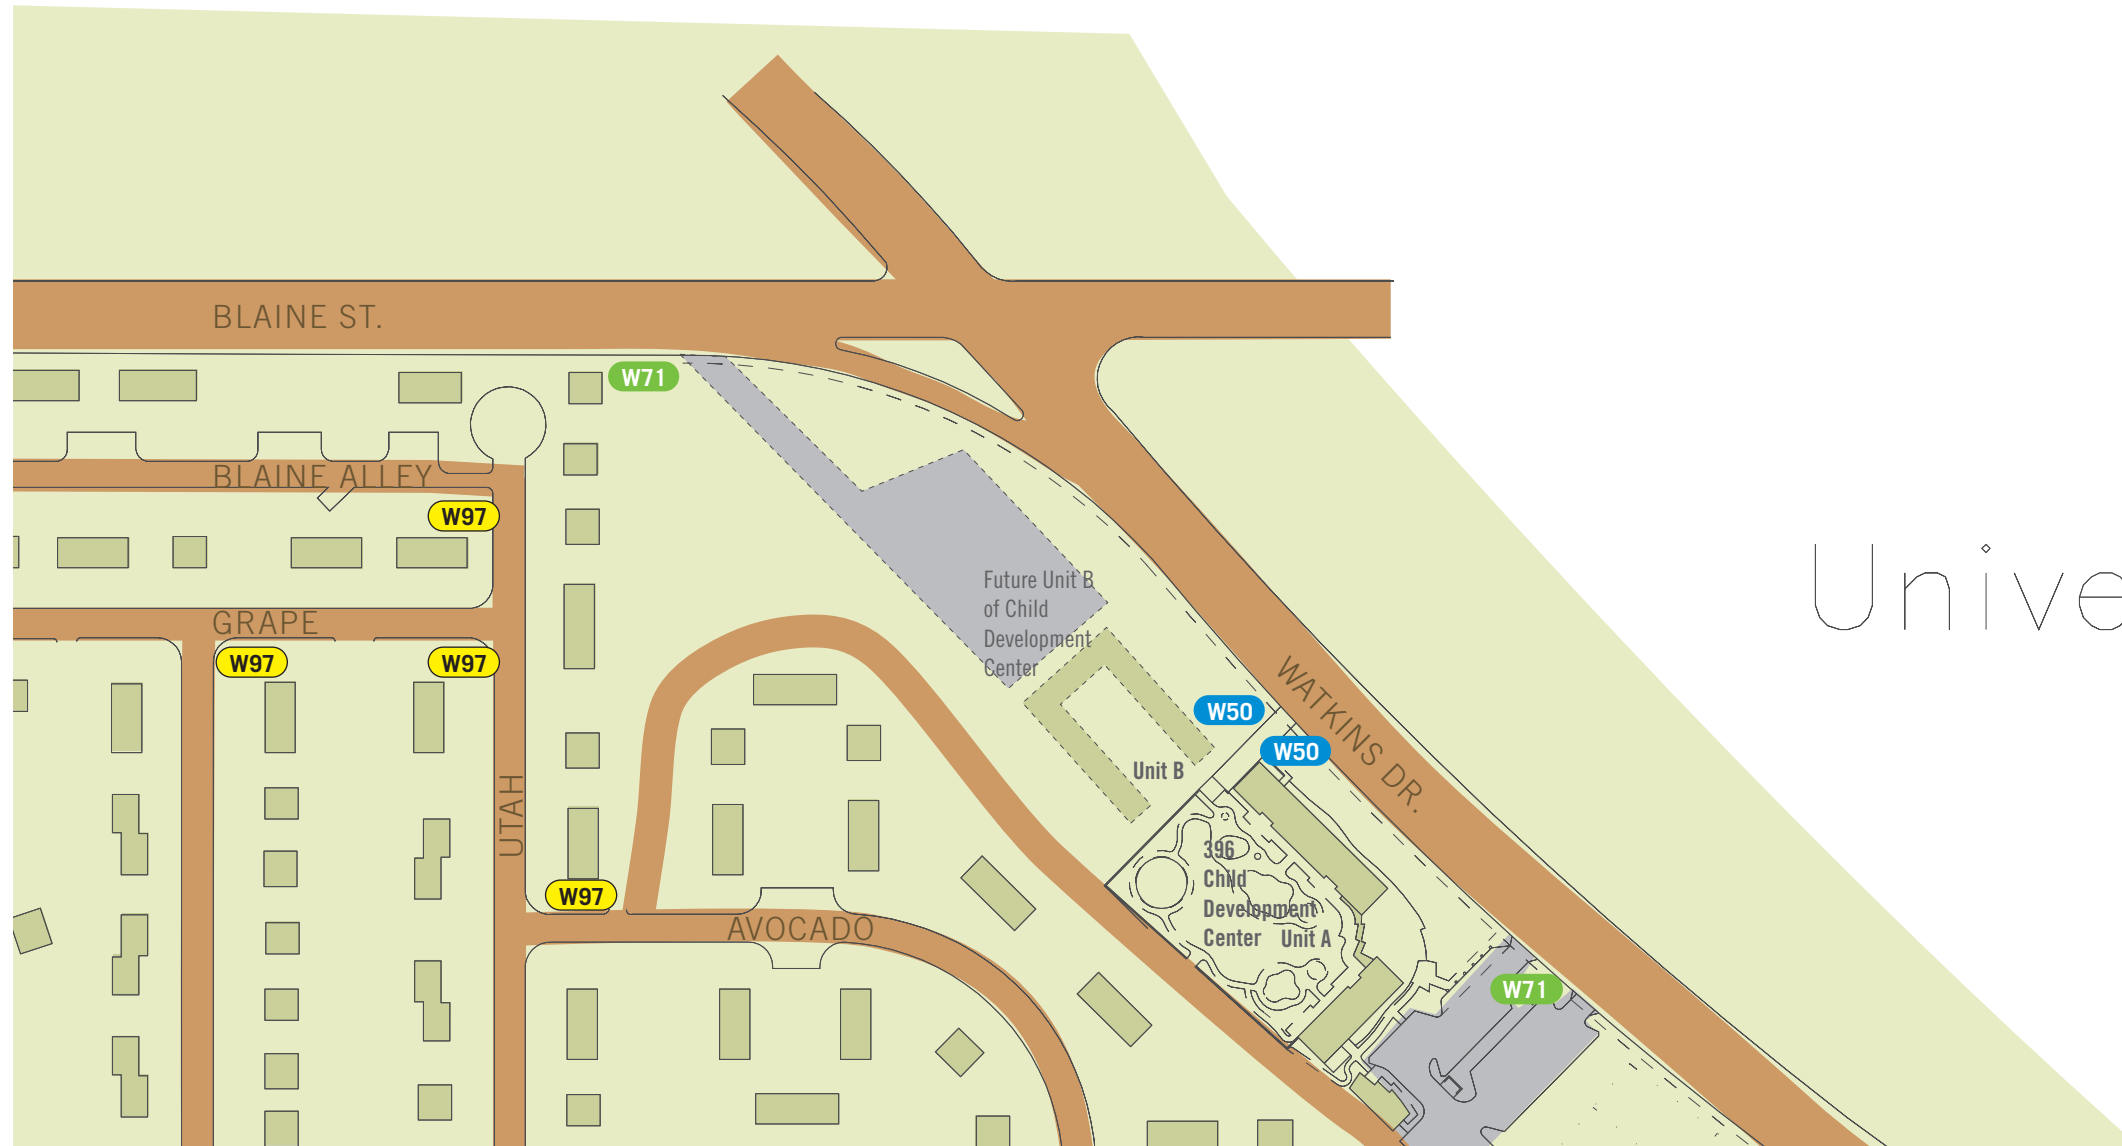 BLAINE ST.
W71
BLAINE ALLEY
W97
Future Unit B
of Child
Development
Center
Unive
GRAPE
W97
W97
WATKINS DR.
W50
W50
Unit B
UTAH
396
Child
Development
Center Unit A
W97
AVOCADO
W71